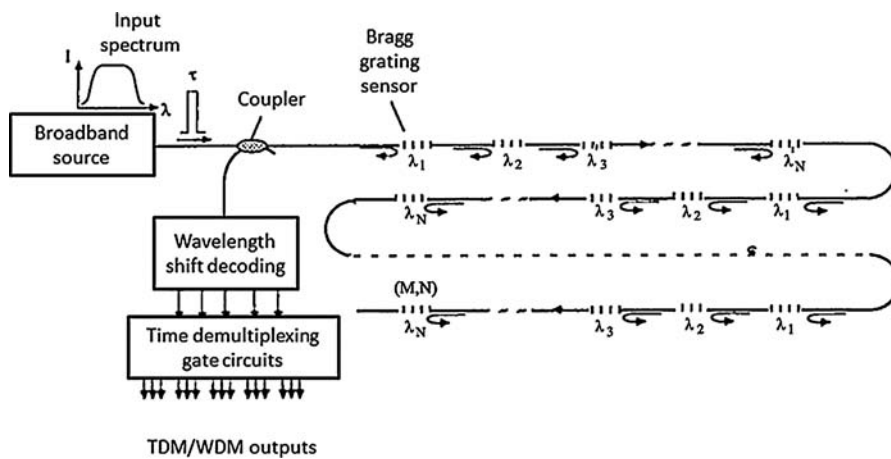 Input
spectrum
I
λ
τ
Broadband
source
Coupler
Bragg
grating
sensor
λ1 λ2 λ3 λN
λN λ3 λ2 λ1
(M,N)
λN λ3 λ2 λ1
Wavelength
shift decoding
Time demultiplexing
gate circuits
TDM/WDM outputs